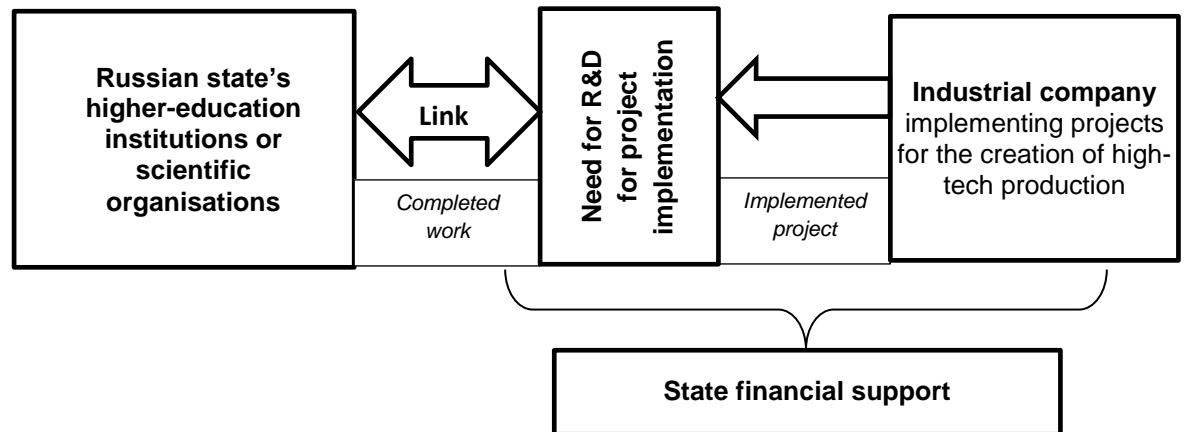 Russian state’s
higher-education
institutions or
scientific
organisations
Link
Completed
work
Need for R&D
for project
implementation
Implemented
project
Industrial company
implementing projects
for the creation of high-
tech production
State financial support